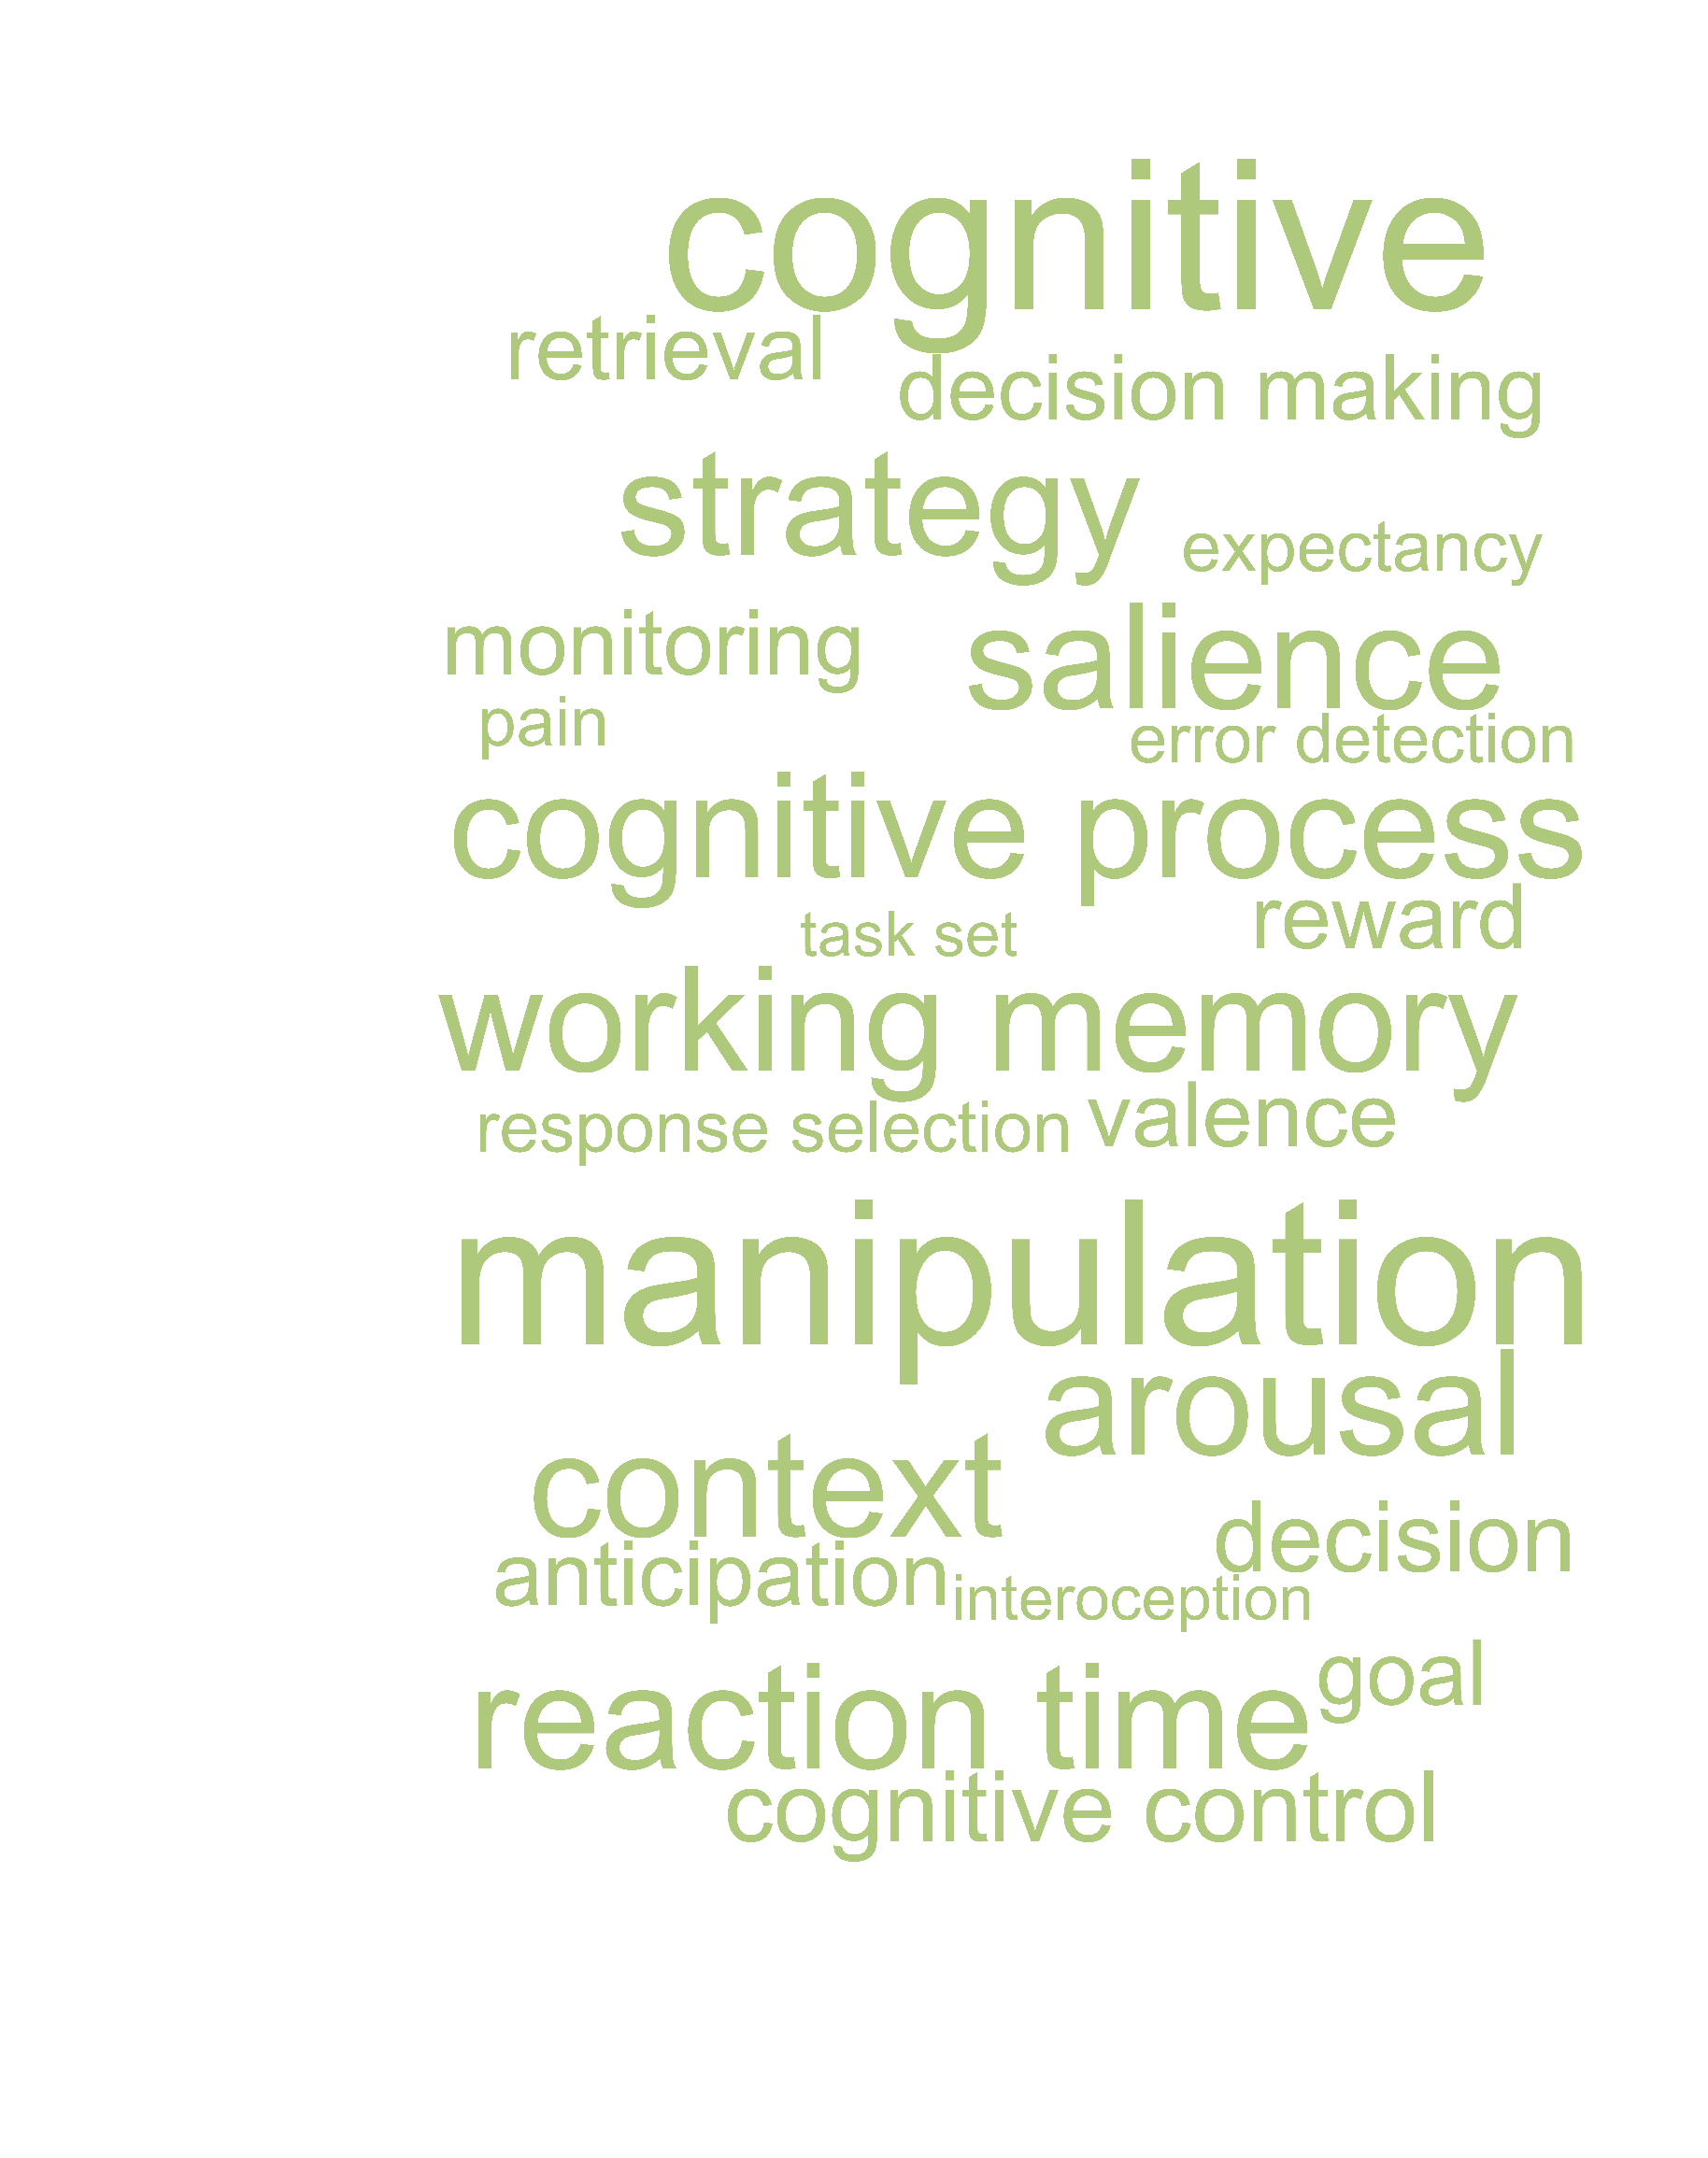 cognitive
retrieval
decision making
strategy
expectancy
monitoring
salience
pain
error detection
cognitive process
reward
task set
working memory
response selection
valence
manipulation
arousal
context
decision
anticipation
interoception
goal
reaction time
cognitive control